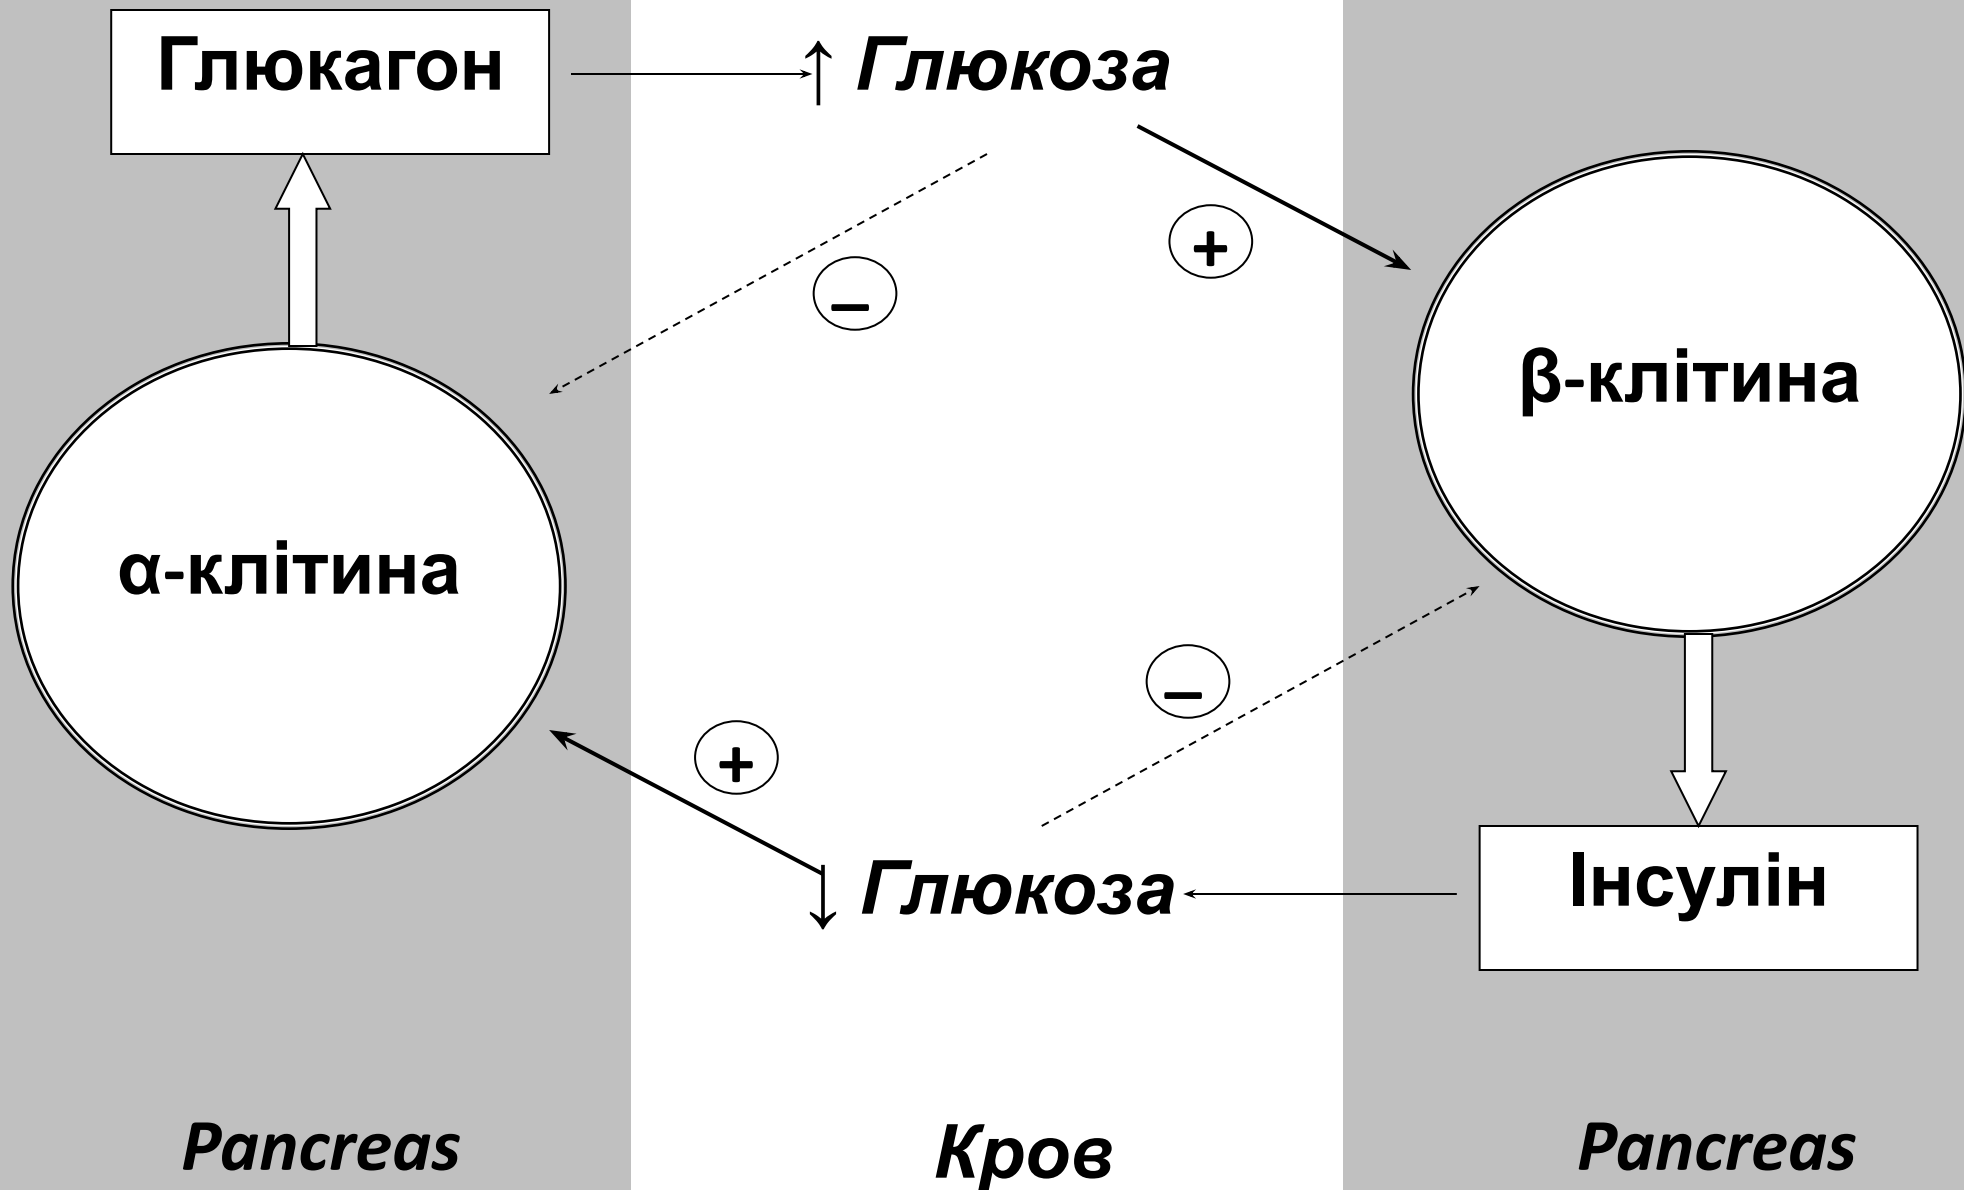 Глюкагон
↑ Глюкоза
+
–
β-клітина
α-клітина
–
+
↓ Глюкоза
Інсулін
Pancreas
Кров
Pancreas